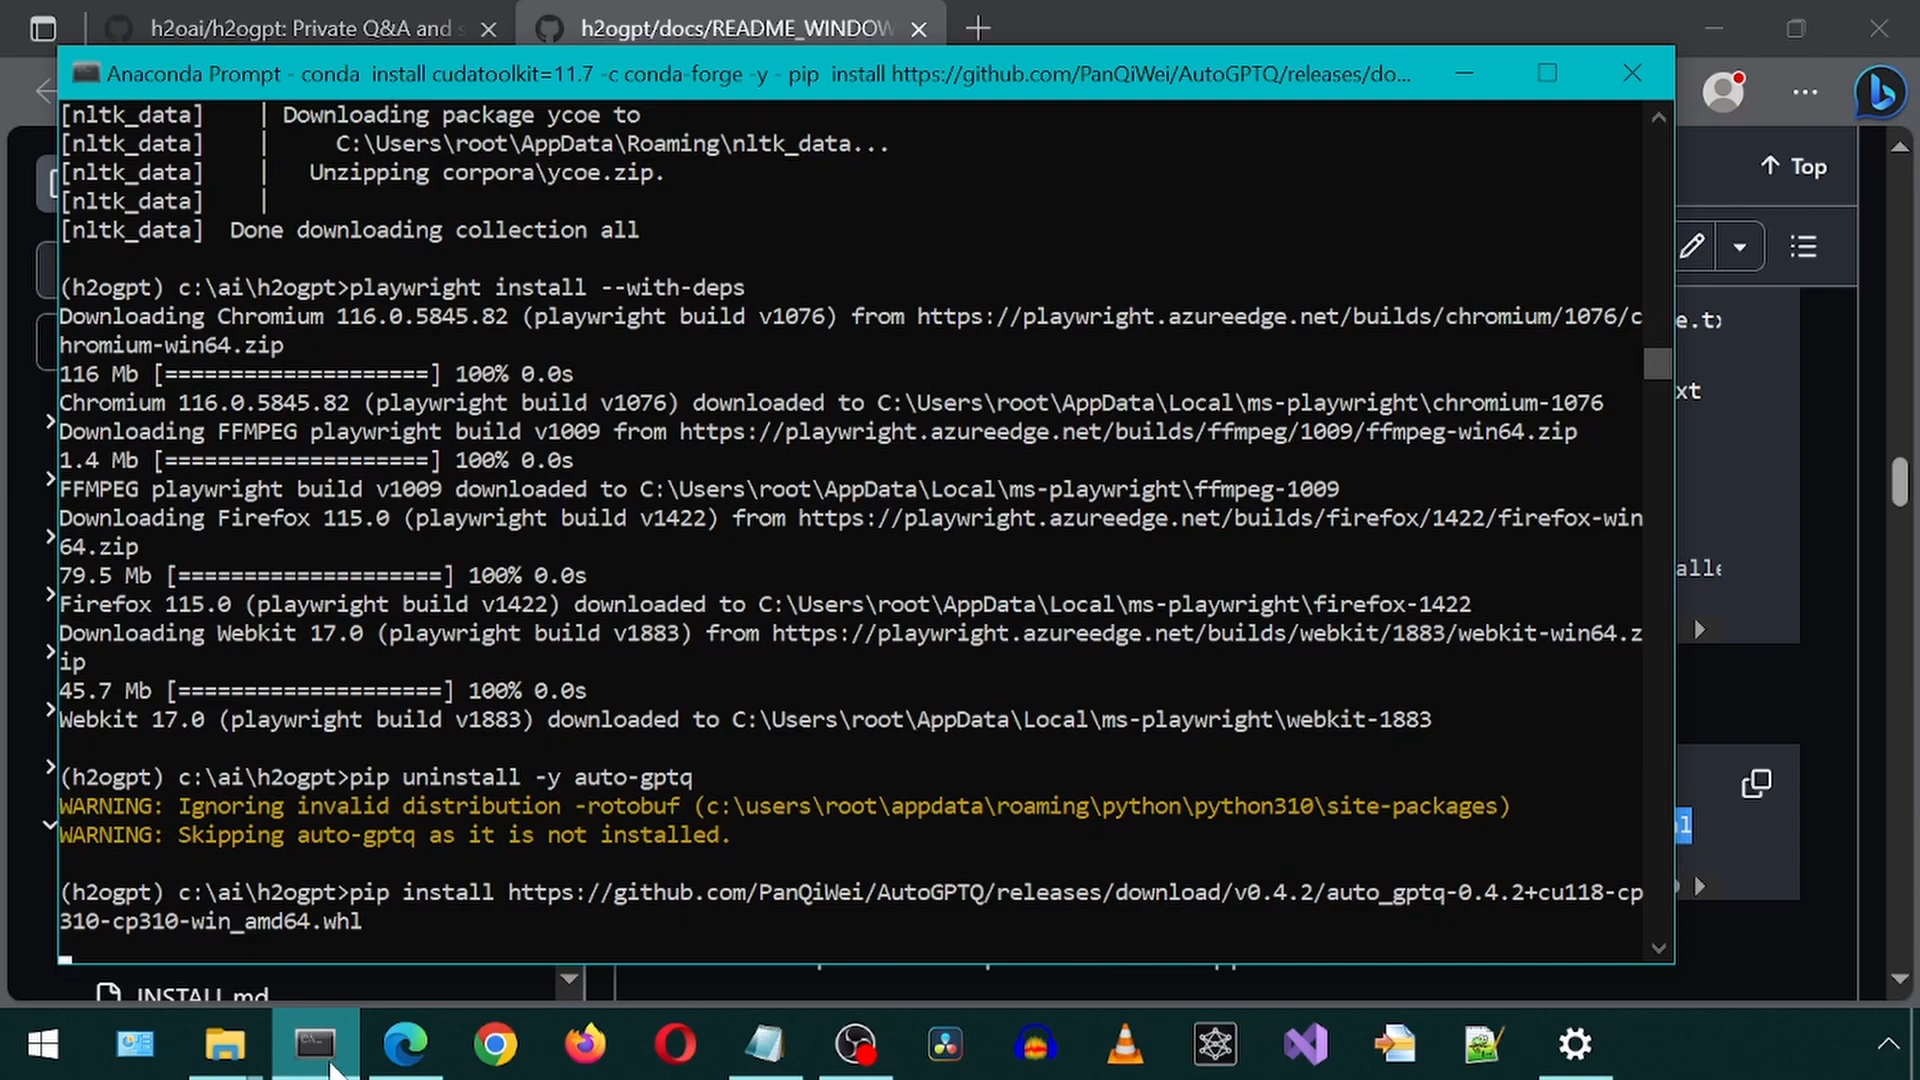 h2oai/h2ogpt: Private Q&A and s
h2ogpt/docs/README_WINDOW
Anaconda Prompt - conda  install cudatoolkit=11.7 -c conda-forge -y - pip  install https://github.com/PanQiWei/AutoGPTQ/releases/do...
[nltk_data]    | Downloading package ycoe to
[nltk_data]    |     C:\Users\root\AppData\Roaming\nltk_data...
[nltk_data]    |   Unzipping corpora\ycoe.zip.
[nltk_data]    |
[nltk_data]  Done downloading collection all
Top
(h2ogpt) c:\ai\h2ogpt>playwright install --with-deps
Downloading Chromium 116.0.5845.82 (playwright build v1076) from https://playwright.azureedge.net/builds/chromium/1076/c
hromium-win64.zip
116 Mb [====================] 100% 0.0s
Chromium 116.0.5845.82 (playwright build v1076) downloaded to C:\Users\root\AppData\Local\ms-playwright\chromium-1076
Downloading FFMPEG playwright build v1009 from https://playwright.azureedge.net/builds/ffmpeg/1009/ffmpeg-win64.zip
1.4 Mb [====================] 100% 0.0s
FFMPEG playwright build v1009 downloaded to C:\Users\root\AppData\Local\ms-playwright\ffmpeg-1009
Downloading Firefox 115.0 (playwright build v1422) from https://playwright.azureedge.net/builds/firefox/1422/firefox-win
64.zip
79.5 Mb [====================] 100% 0.0s
Firefox 115.0 (playwright build v1422) downloaded to C:\Users\root\AppData\Local\ms-playwright\firefox-1422
Downloading Webkit 17.0 (playwright build v1883) from https://playwright.azureedge.net/builds/webkit/1883/webkit-win64.z
ip
45.7 Mb [====================] 100% 0.0s
Webkit 17.0 (playwright build v1883) downloaded to C:\Users\root\AppData\Local\ms-playwright\webkit-1883
(h2ogpt) c:\ai\h2ogpt>pip uninstall -y auto-gptq
WARNING: Ignoring invalid distribution -rotobuf (c:\users\root\appdata\roaming\python\python310\site-packages)
WARNING: Skipping auto-gptq as it is not installed.
(h2ogpt) c:\ai\h2ogpt>pip install https://github.com/PanQiWei/AutoGPTQ/releases/download/v0.4.2/auto_gptq-0.4.2+cu118-cp
310-cp310-win_amd64.whl
INSTALL.md